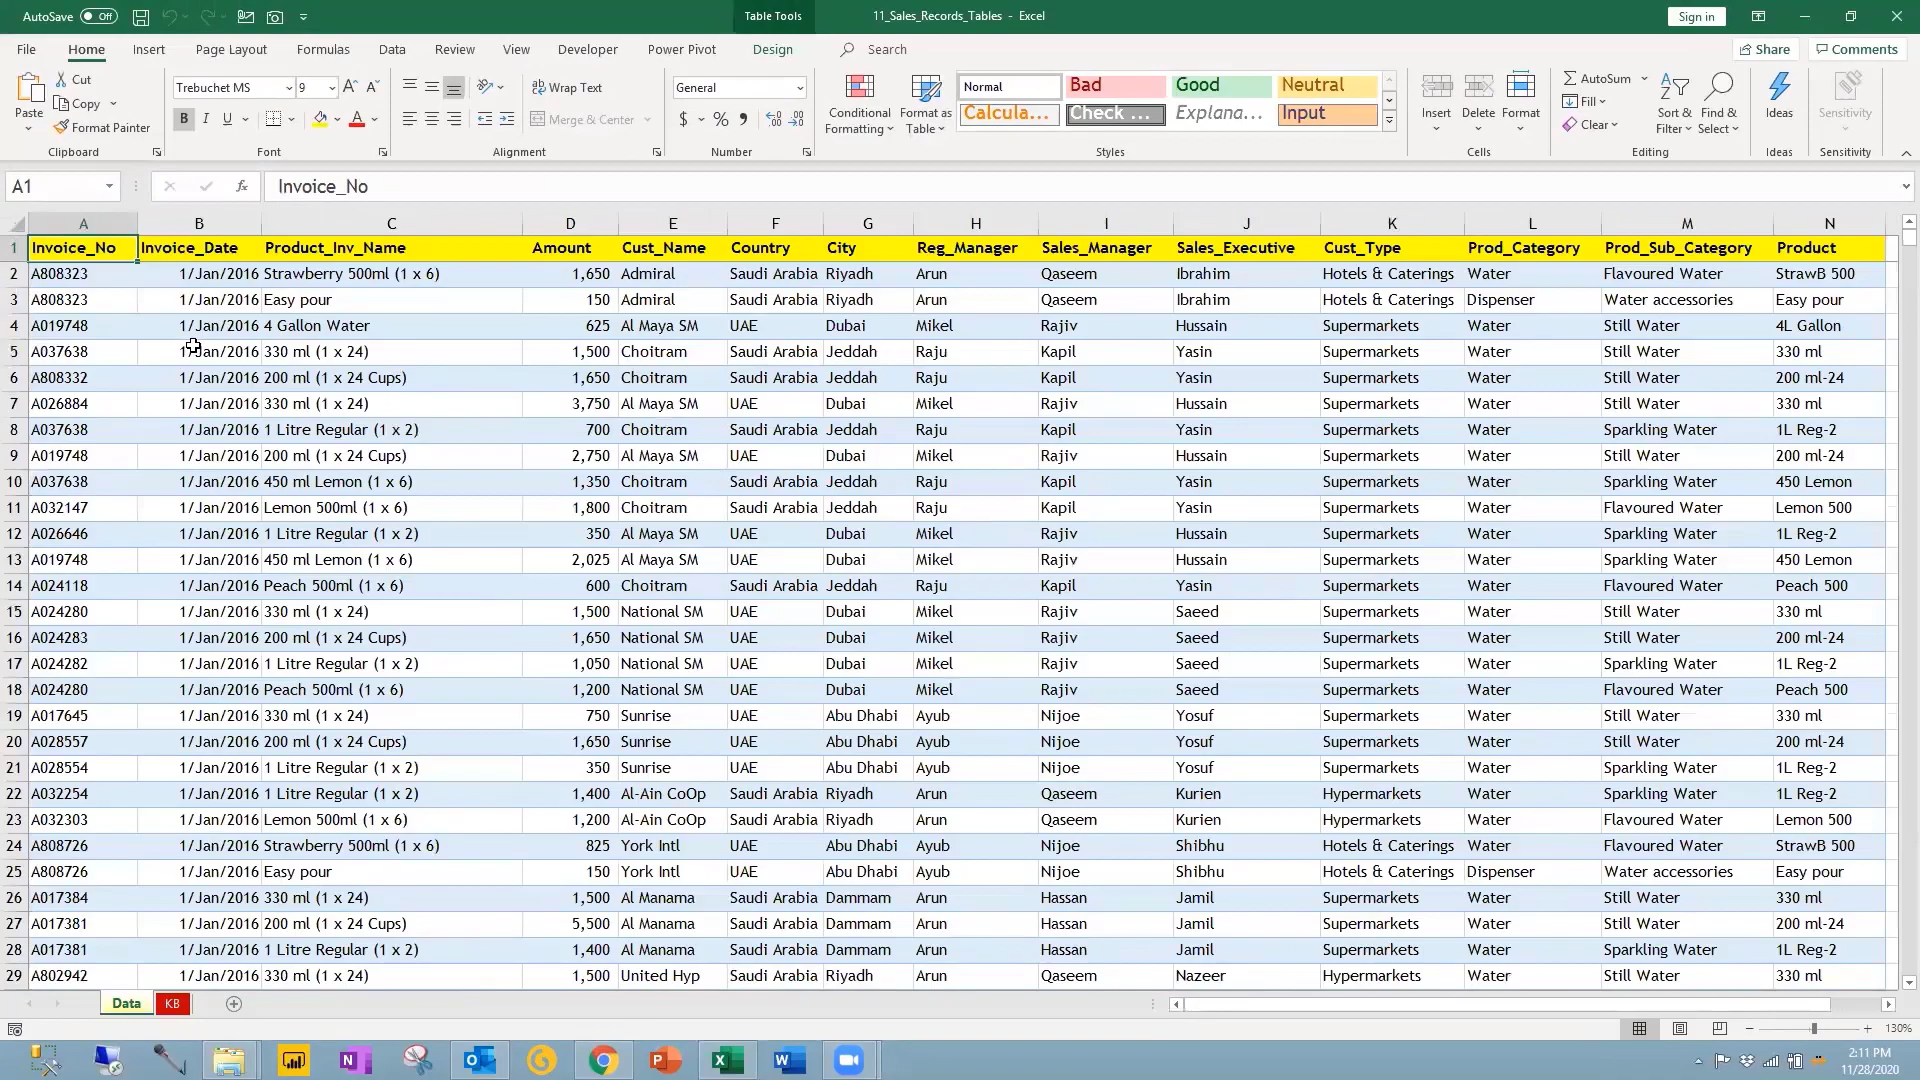 AutoSave Off Table Tools 11_Sales_Records_Tables - Excel Sign in
File Home Insert Page Layout Formulas Data Review View Developer Power Pivot Design Search Share Comments
Paste Cut Copy Format Painter Clipboard
Trebuchet MS 9 A A B I U A Font
Wrap Text Merge & Center Alignment
General $ % , Number
Conditional Formatting Format as Table Normal Bad Good Neutral
Calcula... Check ... Explana... Input Styles
Insert Delete Format Cells
AutoSum Fill Clear Sort & Filter Find & Select Editing
Ideas Ideas Sensitivity Sensitivity
A1 fx Invoice_No
A B C D E F G H I J K L M N
1 Invoice_No Invoice_Date Product_Inv_Name Amount Cust_Name Country City Reg_Manager Sales_Manager Sales_Executive Cust_Type Prod_Category Prod_Sub_Category Product
2 A808323 1/Jan/2016 Strawberry 500ml (1 x 6) 1,650 Admiral Saudi Arabia Riyadh Arun Qaseem Ibrahim Hotels & Caterings Water Flavoured Water StrawB 500
3 A808323 1/Jan/2016 Easy pour 150 Admiral Saudi Arabia Riyadh Arun Qaseem Ibrahim Hotels & Caterings Dispenser Water accessories Easy pour
4 A019748 1/Jan/2016 4 Gallon Water 625 Al Maya SM UAE Dubai Mikel Rajiv Hussain Supermarkets Water Still Water 4L Gallon
5 A037638 1/Jan/2016 330 ml (1 x 24) 1,500 Choitram Saudi Arabia Jeddah Raju Kapil Yasin Supermarkets Water Still Water 330 ml
6 A808332 1/Jan/2016 200 ml (1 x 24 Cups) 1,650 Choitram Saudi Arabia Jeddah Raju Kapil Yasin Supermarkets Water Still Water 200 ml-24
7 A026884 1/Jan/2016 330 ml (1 x 24) 3,750 Al Maya SM UAE Dubai Mikel Rajiv Hussain Supermarkets Water Still Water 330 ml
8 A037638 1/Jan/2016 1 Litre Regular (1 x 2) 700 Choitram Saudi Arabia Jeddah Raju Kapil Yasin Supermarkets Water Sparkling Water 1L Reg-2
9 A019748 1/Jan/2016 200 ml (1 x 24 Cups) 2,750 Al Maya SM UAE Dubai Mikel Rajiv Hussain Supermarkets Water Still Water 200 ml-24
10 A037638 1/Jan/2016 450 ml Lemon (1 x 6) 1,350 Choitram Saudi Arabia Jeddah Raju Kapil Yasin Supermarkets Water Sparkling Water 450 Lemon
11 A032147 1/Jan/2016 Lemon 500ml (1 x 6) 1,800 Choitram Saudi Arabia Jeddah Raju Kapil Yasin Supermarkets Water Flavoured Water Lemon 500
12 A026646 1/Jan/2016 1 Litre Regular (1 x 2) 350 Al Maya SM UAE Dubai Mikel Rajiv Hussain Supermarkets Water Sparkling Water 1L Reg-2
13 A019748 1/Jan/2016 450 ml Lemon (1 x 6) 2,025 Al Maya SM UAE Dubai Mikel Rajiv Hussain Supermarkets Water Sparkling Water 450 Lemon
14 A024118 1/Jan/2016 Peach 500ml (1 x 6) 600 Choitram Saudi Arabia Jeddah Raju Kapil Yasin Supermarkets Water Flavoured Water Peach 500
15 A024280 1/Jan/2016 330 ml (1 x 24) 1,500 National SM UAE Dubai Mikel Rajiv Saeed Supermarkets Water Still Water 330 ml
16 A024283 1/Jan/2016 200 ml (1 x 24 Cups) 1,650 National SM UAE Dubai Mikel Rajiv Saeed Supermarkets Water Still Water 200 ml-24
17 A024282 1/Jan/2016 1 Litre Regular (1 x 2) 1,050 National SM UAE Dubai Mikel Rajiv Saeed Supermarkets Water Sparkling Water 1L Reg-2
18 A024280 1/Jan/2016 Peach 500ml (1 x 6) 1,200 National SM UAE Dubai Mikel Rajiv Saeed Supermarkets Water Flavoured Water Peach 500
19 A017645 1/Jan/2016 330 ml (1 x 24) 750 Sunrise UAE Abu Dhabi Ayub Nijoe Yosuf Supermarkets Water Still Water 330 ml
20 A028557 1/Jan/2016 200 ml (1 x 24 Cups) 1,650 Sunrise UAE Abu Dhabi Ayub Nijoe Yosuf Supermarkets Water Still Water 200 ml-24
21 A028554 1/Jan/2016 1 Litre Regular (1 x 2) 350 Sunrise UAE Abu Dhabi Ayub Nijoe Yosuf Supermarkets Water Sparkling Water 1L Reg-2
22 A032254 1/Jan/2016 1 Litre Regular (1 x 2) 1,400 Al-Ain CoOp Saudi Arabia Riyadh Arun Qaseem Kurien Hypermarkets Water Sparkling Water 1L Reg-2
23 A032303 1/Jan/2016 Lemon 500ml (1 x 6) 1,200 Al-Ain CoOp Saudi Arabia Riyadh Arun Qaseem Kurien Hypermarkets Water Flavoured Water Lemon 500
24 A808726 1/Jan/2016 Strawberry 500ml (1 x 6) 825 York Intl UAE Abu Dhabi Ayub Nijoe Shibhu Hotels & Caterings Water Flavoured Water StrawB 500
25 A808726 1/Jan/2016 Easy pour 150 York Intl UAE Abu Dhabi Ayub Nijoe Shibhu Hotels & Caterings Dispenser Water accessories Easy pour
26 A017384 1/Jan/2016 330 ml (1 x 24) 1,500 Al Manama Saudi Arabia Dammam Arun Hassan Jamil Supermarkets Water Still Water 330 ml
27 A017381 1/Jan/2016 200 ml (1 x 24 Cups) 5,500 Al Manama Saudi Arabia Dammam Arun Hassan Jamil Supermarkets Water Still Water 200 ml-24
28 A017381 1/Jan/2016 1 Litre Regular (1 x 2) 1,400 Al Manama Saudi Arabia Dammam Arun Hassan Jamil Supermarkets Water Sparkling Water 1L Reg-2
29 A802942 1/Jan/2016 330 ml (1 x 24) 1,500 United Hyp Saudi Arabia Riyadh Arun Qaseem Nazeer Hypermarkets Water Still Water 330 ml
Data KB
130%
2:11 PM
11/28/2020